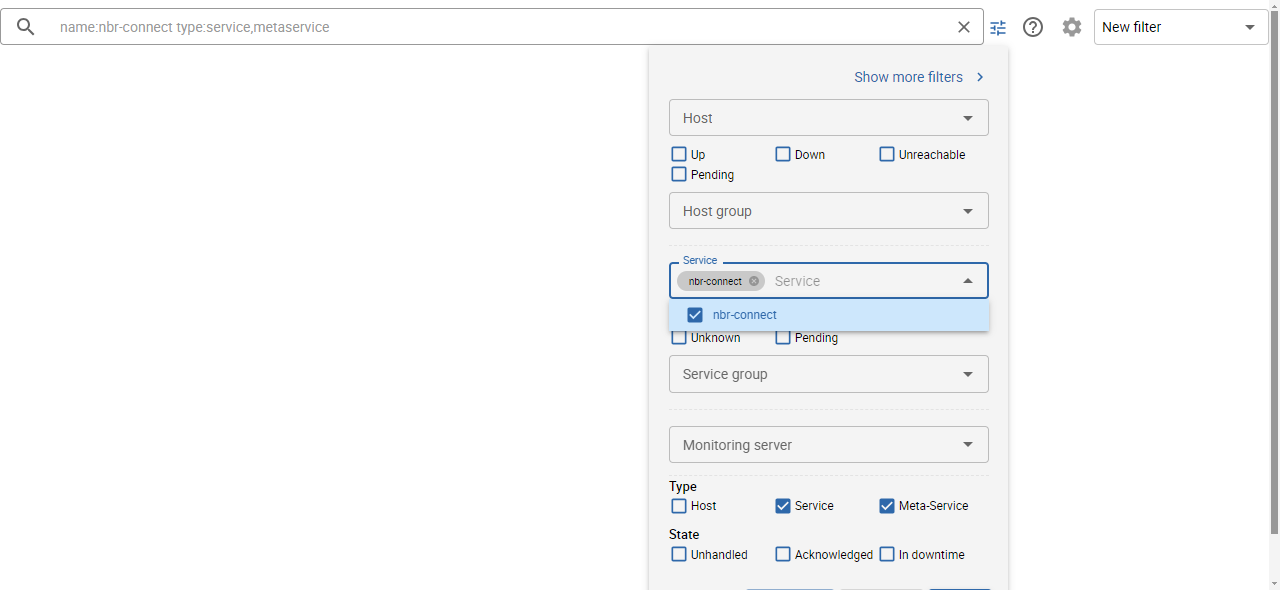 name:nbr-connect type:service,metaservice
New filter
Show more filters
Host
Up Down Unreachable
Pending
Host group
Service
nbr-connect Service
nbr-connect
Unknown Pending
Service group
Monitoring server
Type
Host Service Meta-Service
State
Unhandled Acknowledged In downtime